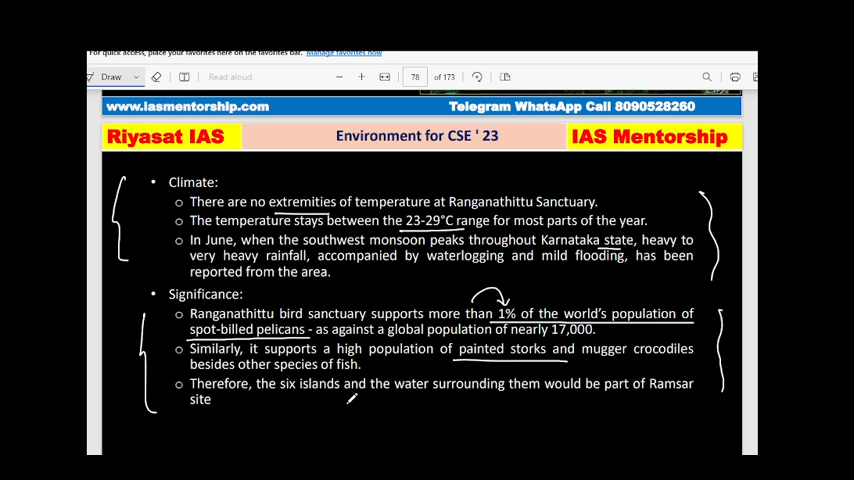 For quick access, place your favorites here on the favorites bar. Manage favorites now
Draw
Read aloud
78 of 173
www.iasmentorship.com Telegram WhatsApp Call 8090528260
Riyasat IAS Environment for CSE ' 23 IAS Mentorship
• Climate:
o There are no extremities of temperature at Ranganathittu Sanctuary.
o The temperature stays between the 23-29°C range for most parts of the year.
o In June, when the southwest monsoon peaks throughout Karnataka state, heavy to
very heavy rainfall, accompanied by waterlogging and mild flooding, has been
reported from the area.
• Significance:
o Ranganathittu bird sanctuary supports more than 1% of the world's population of
spot-billed pelicans - as against a global population of nearly 17,000.
o Similarly, it supports a high population of painted storks and mugger crocodiles
besides other species of fish.
o Therefore, the six islands and the water surrounding them would be part of Ramsar
site